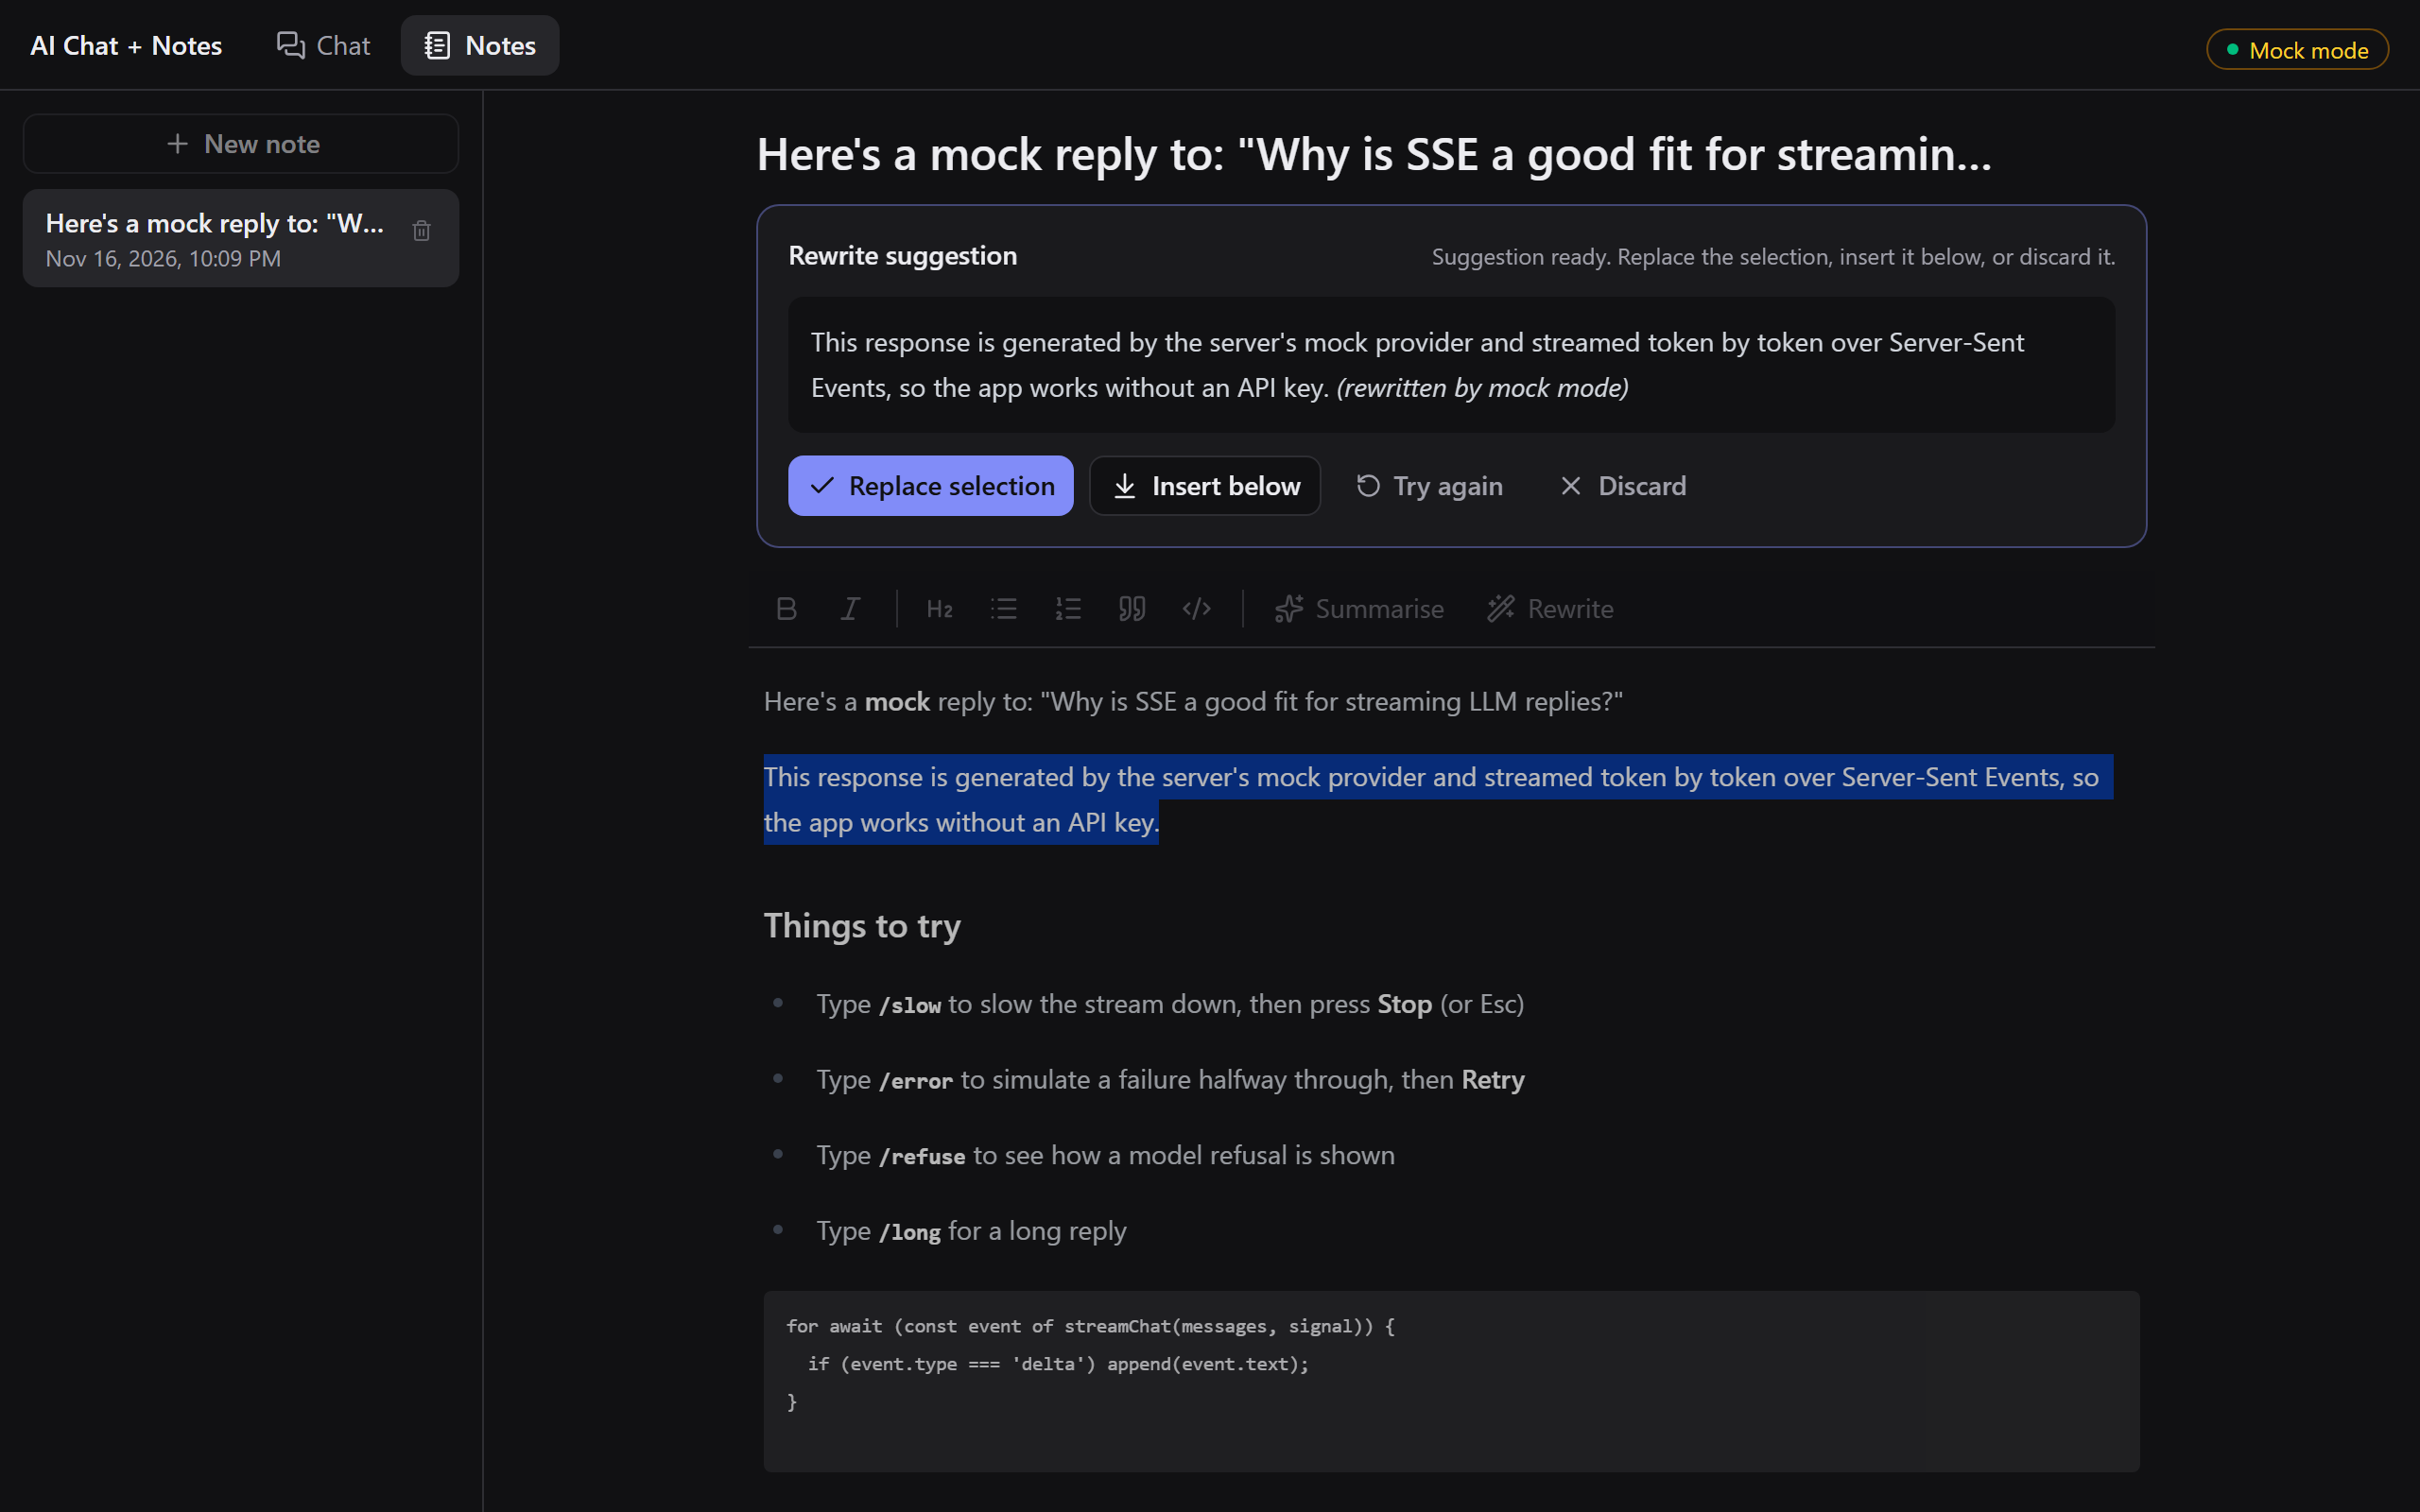 AI Chat + Notes
Chat
Notes
Mock mode
New note
Here's a mock reply to: "W...
Nov 16, 2026, 10:09 PM
Here's a mock reply to: "Why is SSE a good fit for streamin...
Rewrite suggestion
Suggestion ready. Replace the selection, insert it below, or discard it.
This response is generated by the server's mock provider and streamed token by token over Server-Sent
Events, so the app works without an API key. (rewritten by mock mode)
Replace selection
Insert below
Try again
Discard
B I H2 Summarise Rewrite
Here's a mock reply to: "Why is SSE a good fit for streaming LLM replies?"
This response is generated by the server's mock provider and streamed token by token over Server-Sent Events, so
the app works without an API key.
Things to try
Type /slow to slow the stream down, then press Stop (or Esc)
Type /error to simulate a failure halfway through, then Retry
Type /refuse to see how a model refusal is shown
Type /long for a long reply
for await (const event of streamChat(messages, signal)) {
  if (event.type === 'delta') append(event.text);
}